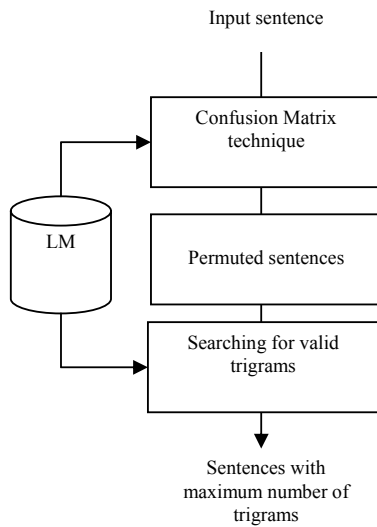 Input sentence
Confusion Matrix
technique
LM
Permuted sentences
Searching for valid
trigrams
Sentences with
maximum number of
trigrams